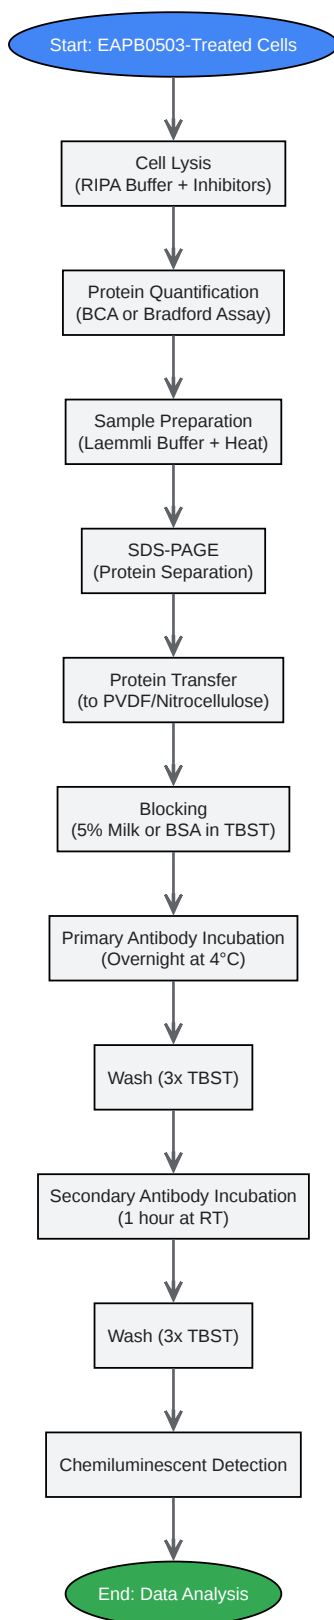 Start: EAPB0503-Treated Cells
Cell Lysis
(RIPA Buffer + Inhibitors)
Protein Quantification
(BCA or Bradford Assay)
Sample Preparation
(Laemmli Buffer + Heat)
SDS-PAGE
(Protein Separation)
Protein Transfer
(to PVDF/Nitrocellulose)
Blocking
(5% Milk or BSA in TBST)
Primary Antibody Incubation
(Overnight at 4°C)
Wash (3x TBST)
Secondary Antibody Incubation
(1 hour at RT)
Wash (3x TBST)
Chemiluminescent Detection
End: Data Analysis